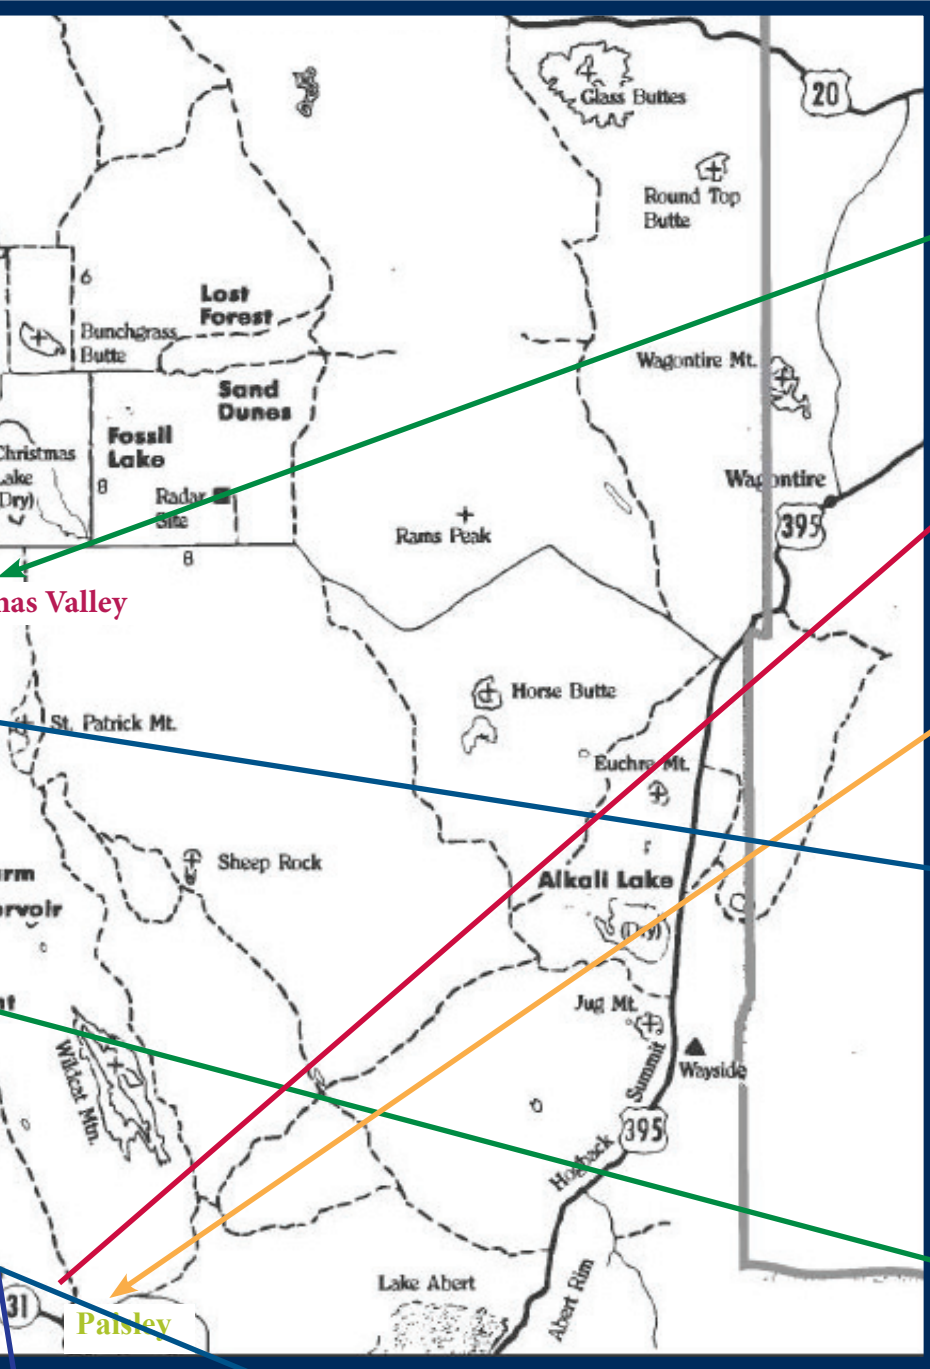 20
Glass Buttes
Round Top
Butte
6
Lost
Forest
Bunchgrass
Butte
Wagontire Mt.
Sand
Dunes
Fossil
Lake
Christmas
Lake
(Dry)
8
Radar
Site
Wagontire
395
Rams Peak
8
mas Valley
Horse Butte
St. Patrick Mt.
Euchre Mt.
Sheep Rock
Alkali Lake
(Dry)
Jug Mt.
Summit
Wayside
Wildcat Mtn.
395
Hogback
Lake Abert
Abert Rim
31
Paisley